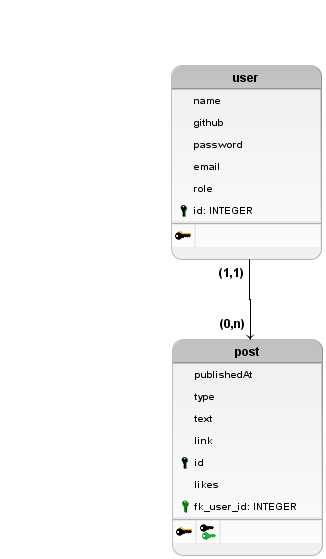 user
name
github
password
email
role
id: INTEGER
(1,1)
(0,n)
post
publishedAt
type
text
link
id
likes
fk_user_id: INTEGER